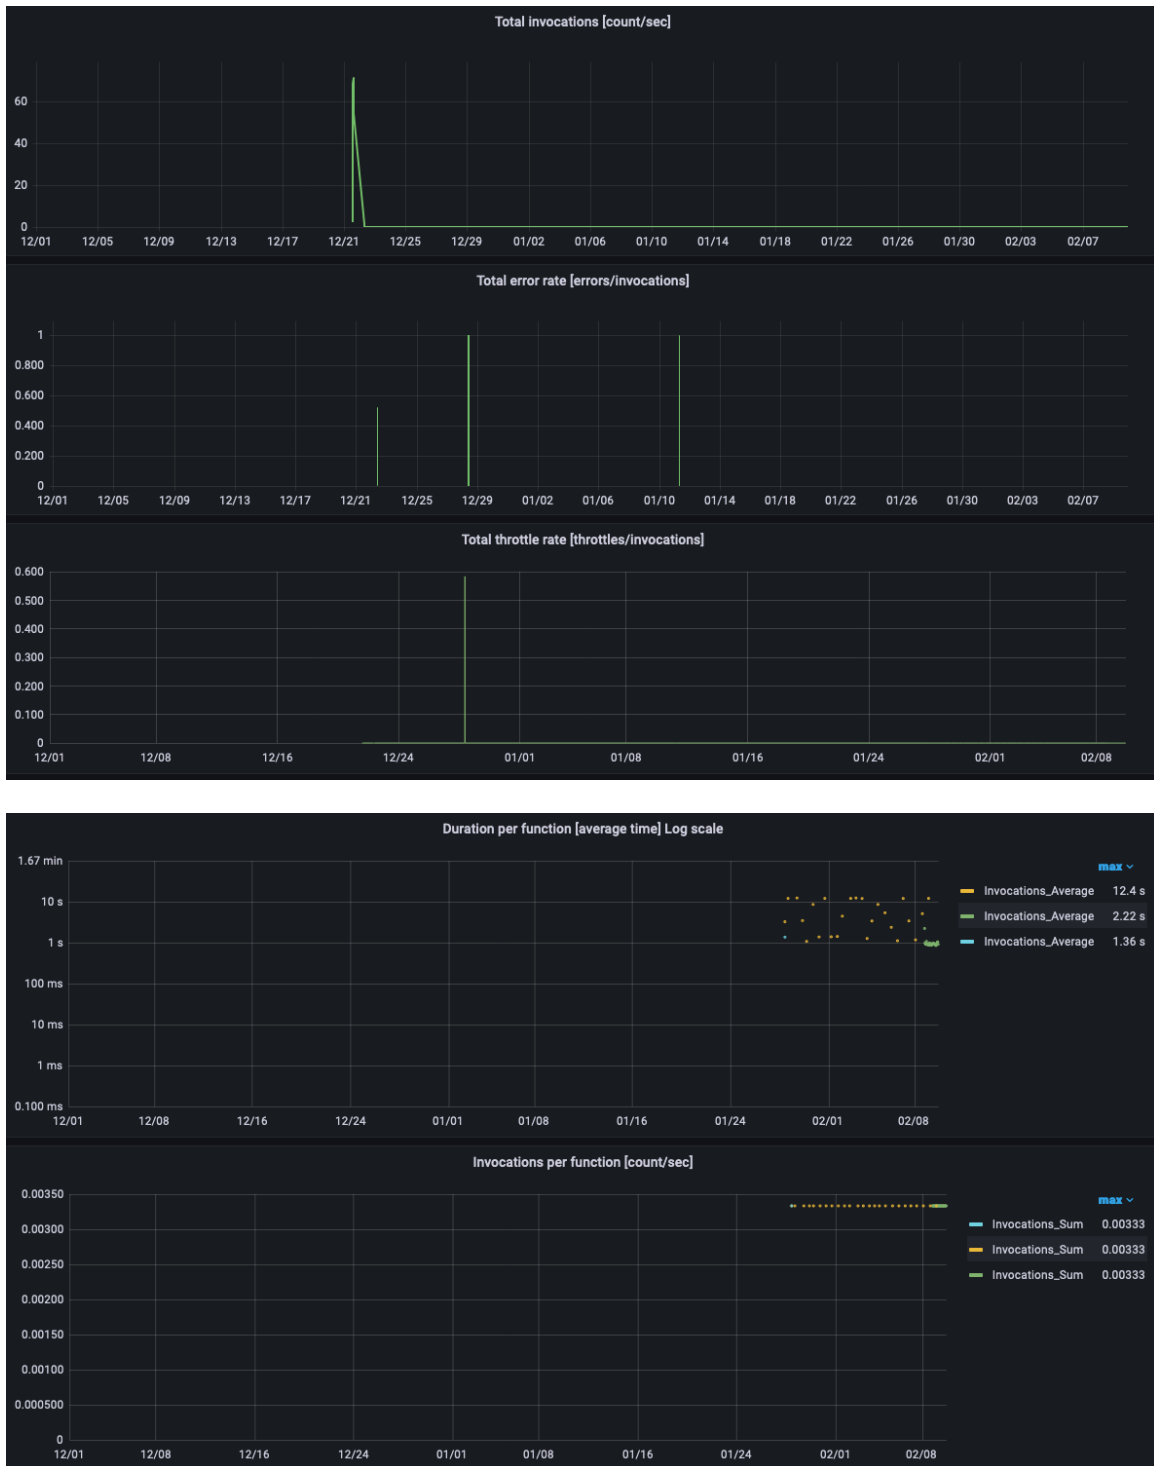 Total invocations [count/sec]
60
40
20
0
12/01 12/05 12/09 12/13 12/17 12/21 12/25 12/29 01/02 01/06 01/10 01/14 01/18 01/22 01/26 01/30 02/03 02/07
Total error rate [errors/invocations]
1
0.800
0.600
0.400
0.200
0
12/01 12/05 12/09 12/13 12/17 12/21 12/25 12/29 01/02 01/06 01/10 01/14 01/18 01/22 01/26 01/30 02/03 02/07
Total throttle rate [throttles/invocations]
0.600
0.500
0.400
0.300
0.200
0.100
0
12/01 12/08 12/16 12/24 01/01 01/08 01/16 01/24 02/01 02/08
Duration per function [average time] Log scale
1.67 min
10 s
1 s
100 ms
10 ms
1 ms
0.100 ms
12/01 12/08 12/16 12/24 01/01 01/08 01/16 01/24 02/01 02/08
max
Invocations_Average 12.4 s
Invocations_Average 2.22 s
Invocations_Average 1.36 s
Invocations per function [count/sec]
0.00350
0.00300
0.00250
0.00200
0.00150
0.00100
0.000500
0
12/01 12/08 12/16 12/24 01/01 01/08 01/16 01/24 02/01 02/08
max
Invocations_Sum 0.00333
Invocations_Sum 0.00333
Invocations_Sum 0.00333